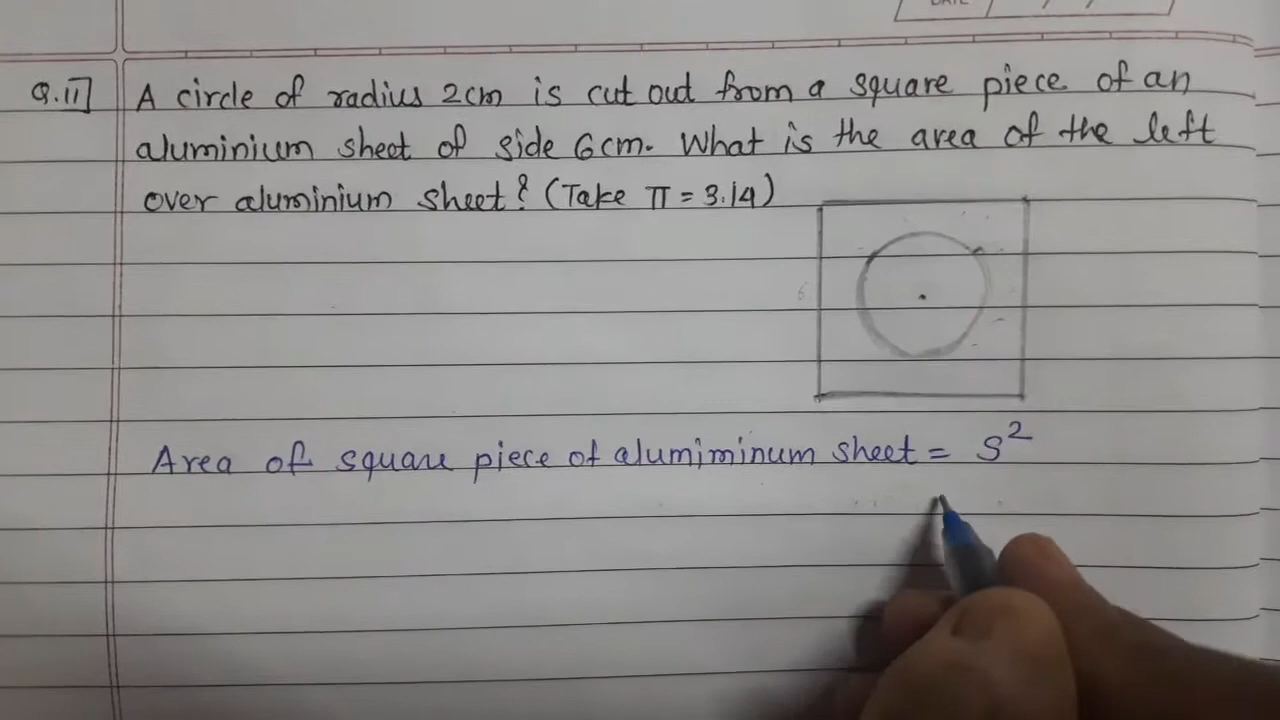 DATE
Q.11] A circle of radius 2cm is cut out from a square piece of an
aluminium sheet of side 6cm. What is the area of the left
over aluminium sheet? (Take π = 3.14)
6
Area of square piece of alumiminum sheet = S²